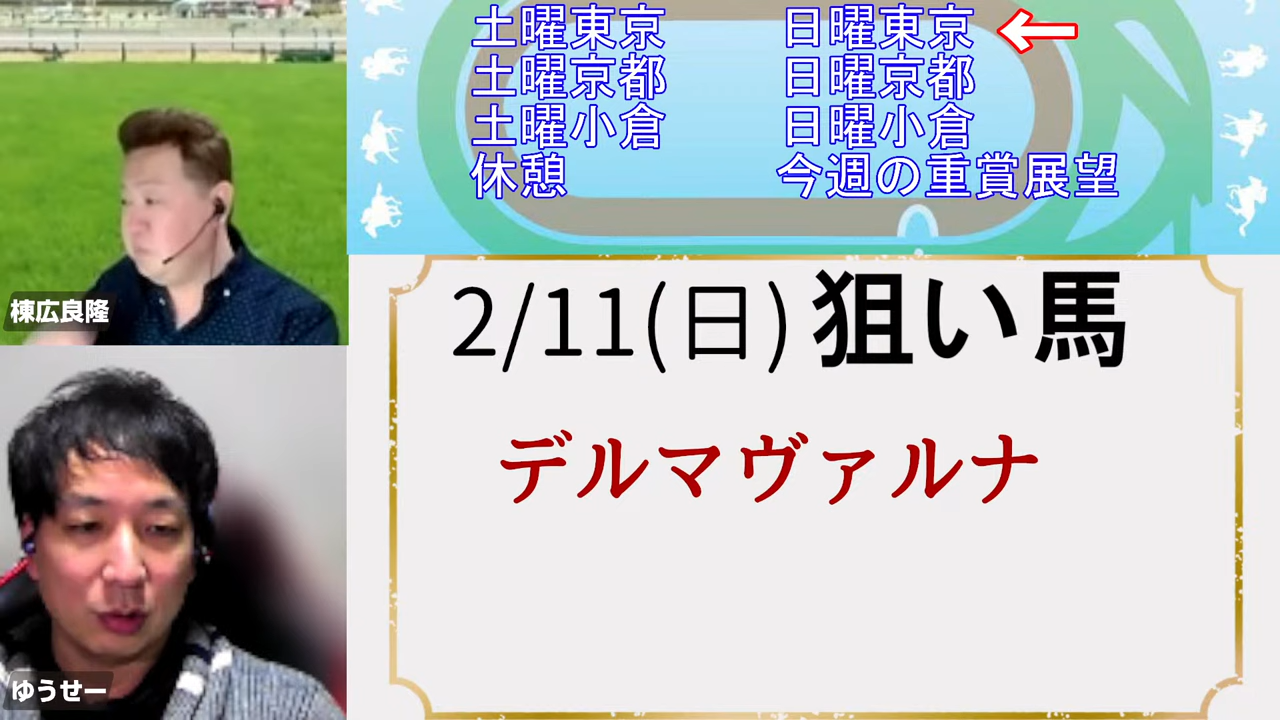 土曜東京 日曜東京
土曜京都 日曜京都
土曜小倉 日曜小倉
休憩 今週の重賞展望
2/11(日)狙い馬
デルマヴァルナ
棟広良隆
ゆうせー